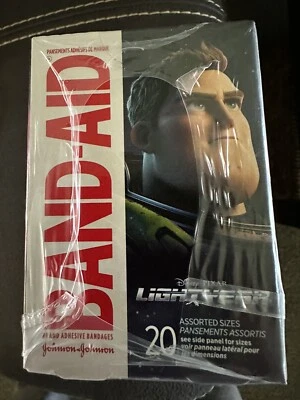 PANSEMENTS ADHÉSIFS DE MARQUE
BAND-AID
BRAND ADHESIVE BANDAGES
Johnson & Johnson
Disney PIXAR
LIGHTYEAR
20 ASSORTED SIZES
PANSEMENTS ASSORTIS
see side panel for sizes
voir panneau latéral pour
les dimensions